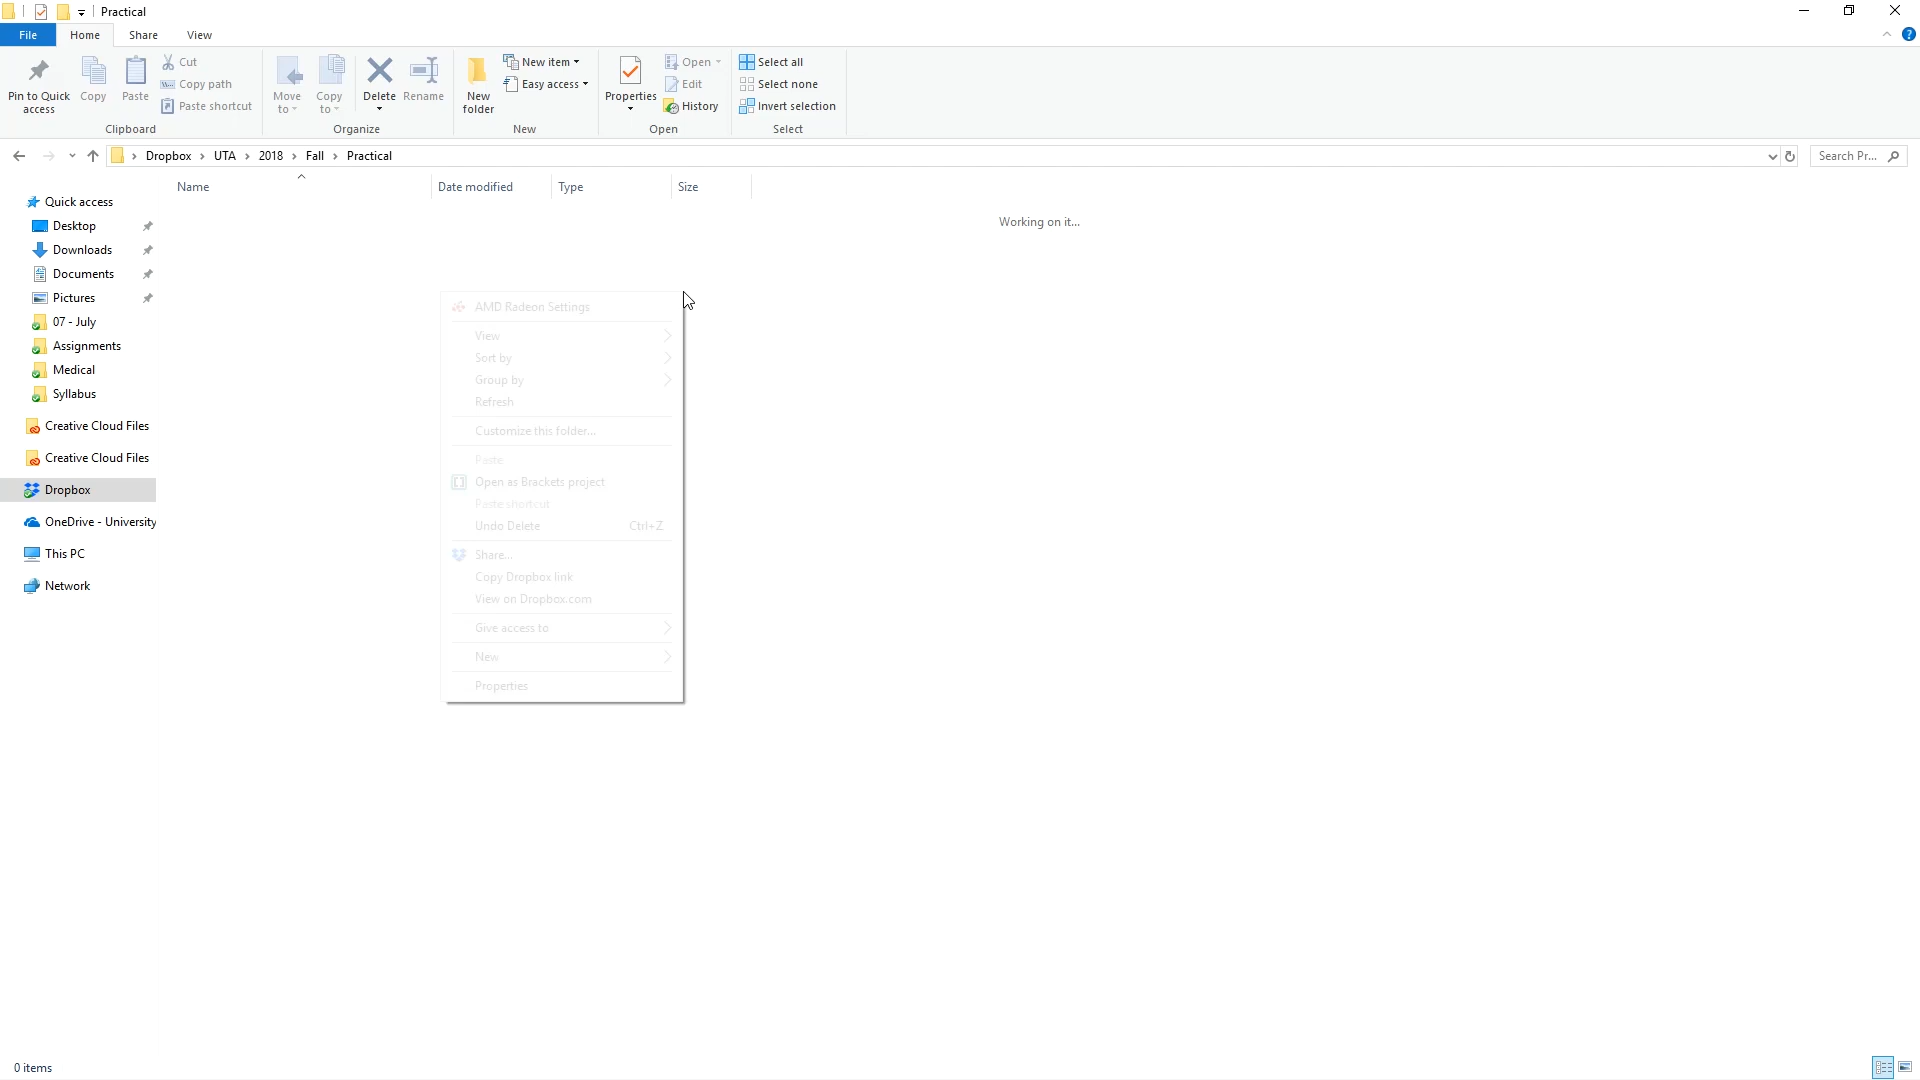 Practical
File Home Share View
Pin to Quick access
Copy
Paste
Cut
Copy path
Paste shortcut
Clipboard
Move to
Copy to
Delete
Rename
Organize
New folder
New item
Easy access
New
Properties
Open
Edit
History
Open
Select all
Select none
Invert selection
Select
Dropbox > UTA > 2018 > Fall > Practical
Search Pr...
Name Date modified Type Size
Working on it...
Quick access
Desktop
Downloads
Documents
Pictures
07 - July
Assignments
Medical
Syllabus
Creative Cloud Files
Creative Cloud Files
Dropbox
OneDrive - University
This PC
Network
AMD Radeon Settings
View
Sort by
Group by
Refresh
Customize this folder...
Paste
Open as Brackets project
Paste shortcut
Undo Delete Ctrl+Z
Share...
Copy Dropbox link
View on Dropbox.com
Give access to
New
Properties
0 items